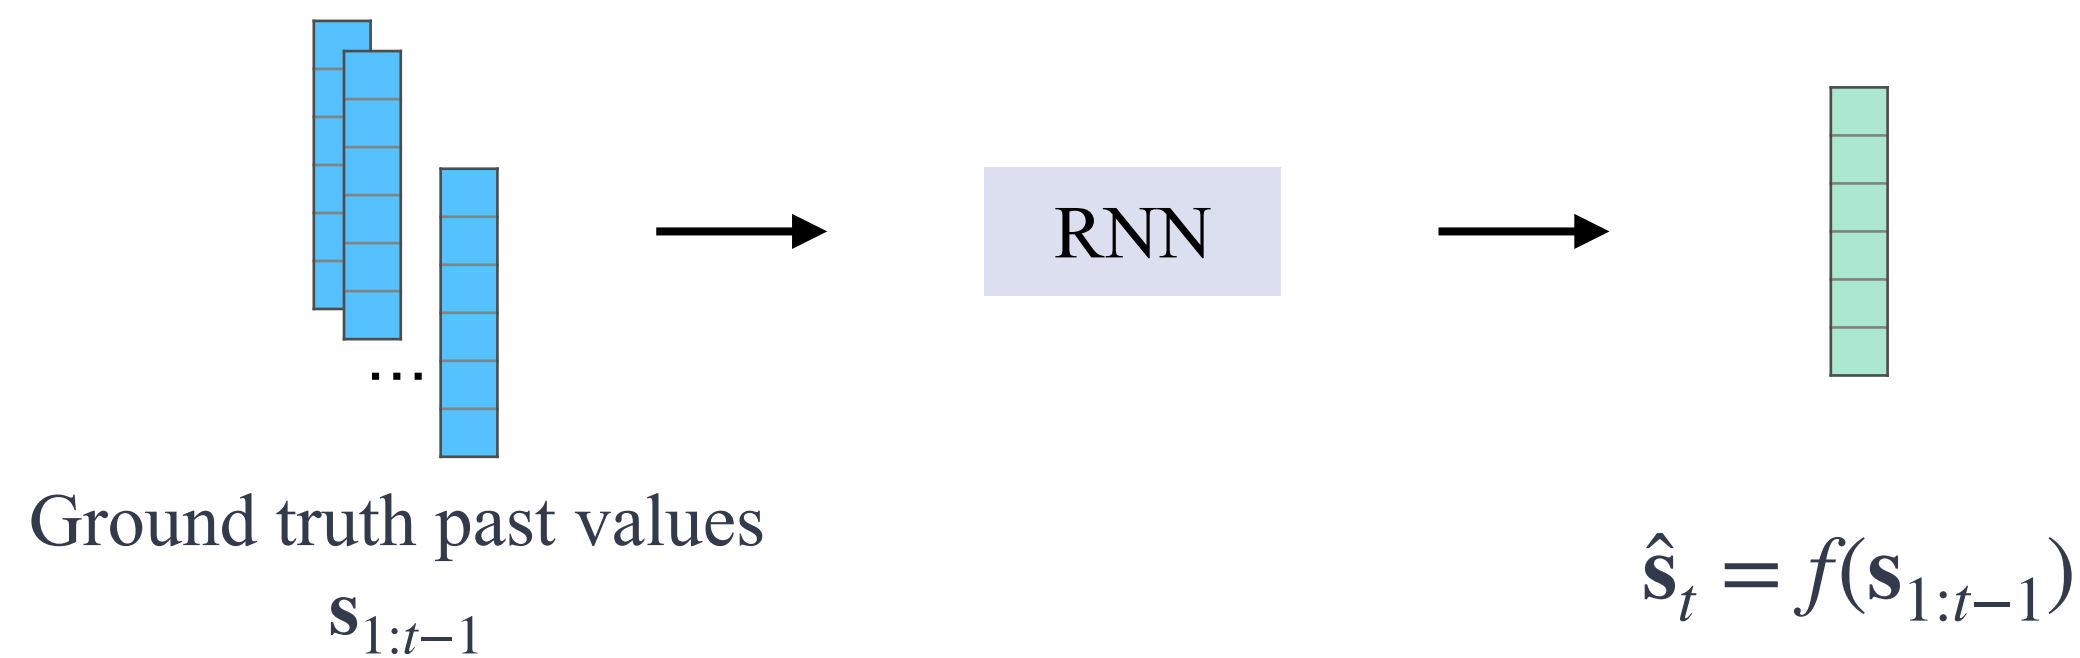 ...
RNN
Ground truth past values
𝐬₁:ₜ₋₁
𝐬̂ₜ = f(𝐬₁:ₜ₋₁)